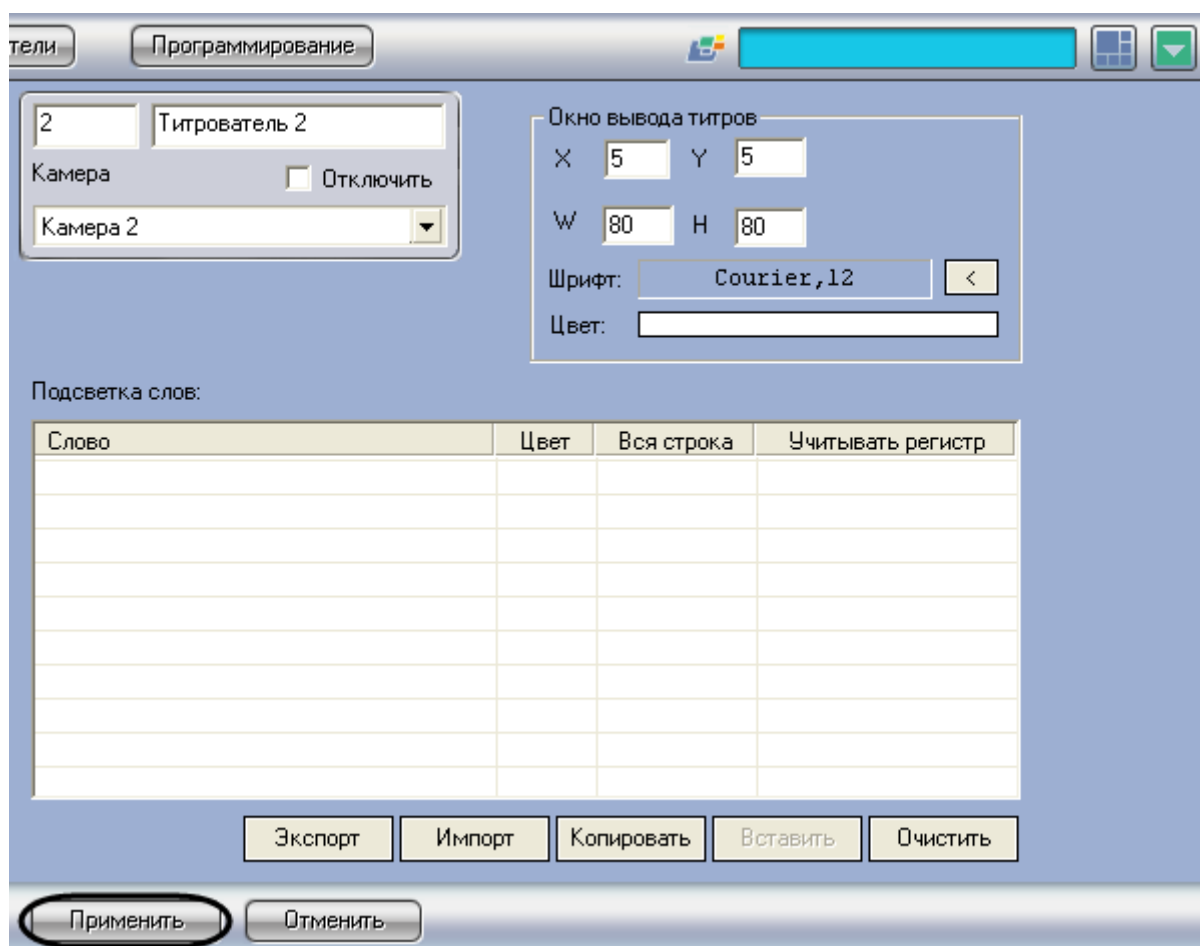 тели Программирование
2 Титрователь 2
Камера Отключить
Камера 2
Окно вывода титров
X 5 Y 5
W 80 H 80
Шрифт: Courier,12 <
Цвет:
Подсветка слов:
Слово Цвет Вся строка Учитывать регистр
Экспорт Импорт Копировать Вставить Очистить
Применить Отменить